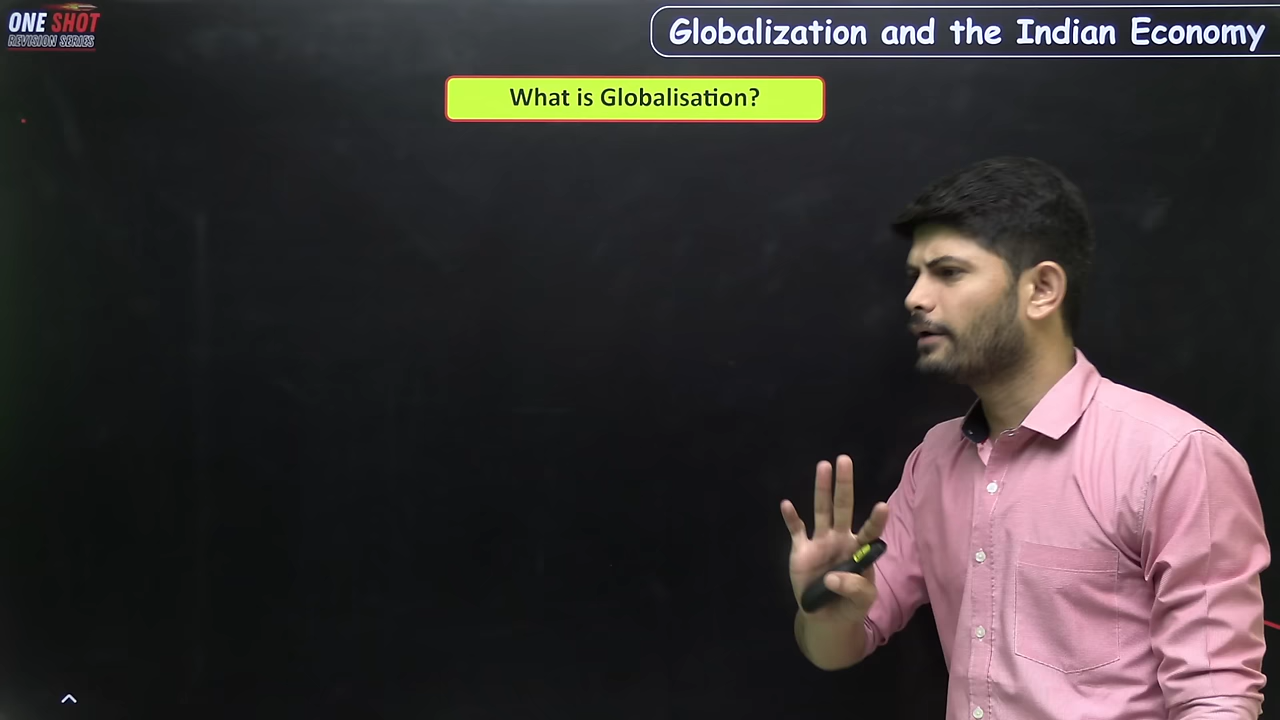 ONE SHOT
REVISION SERIES
Globalization and the Indian Economy
What is Globalisation?